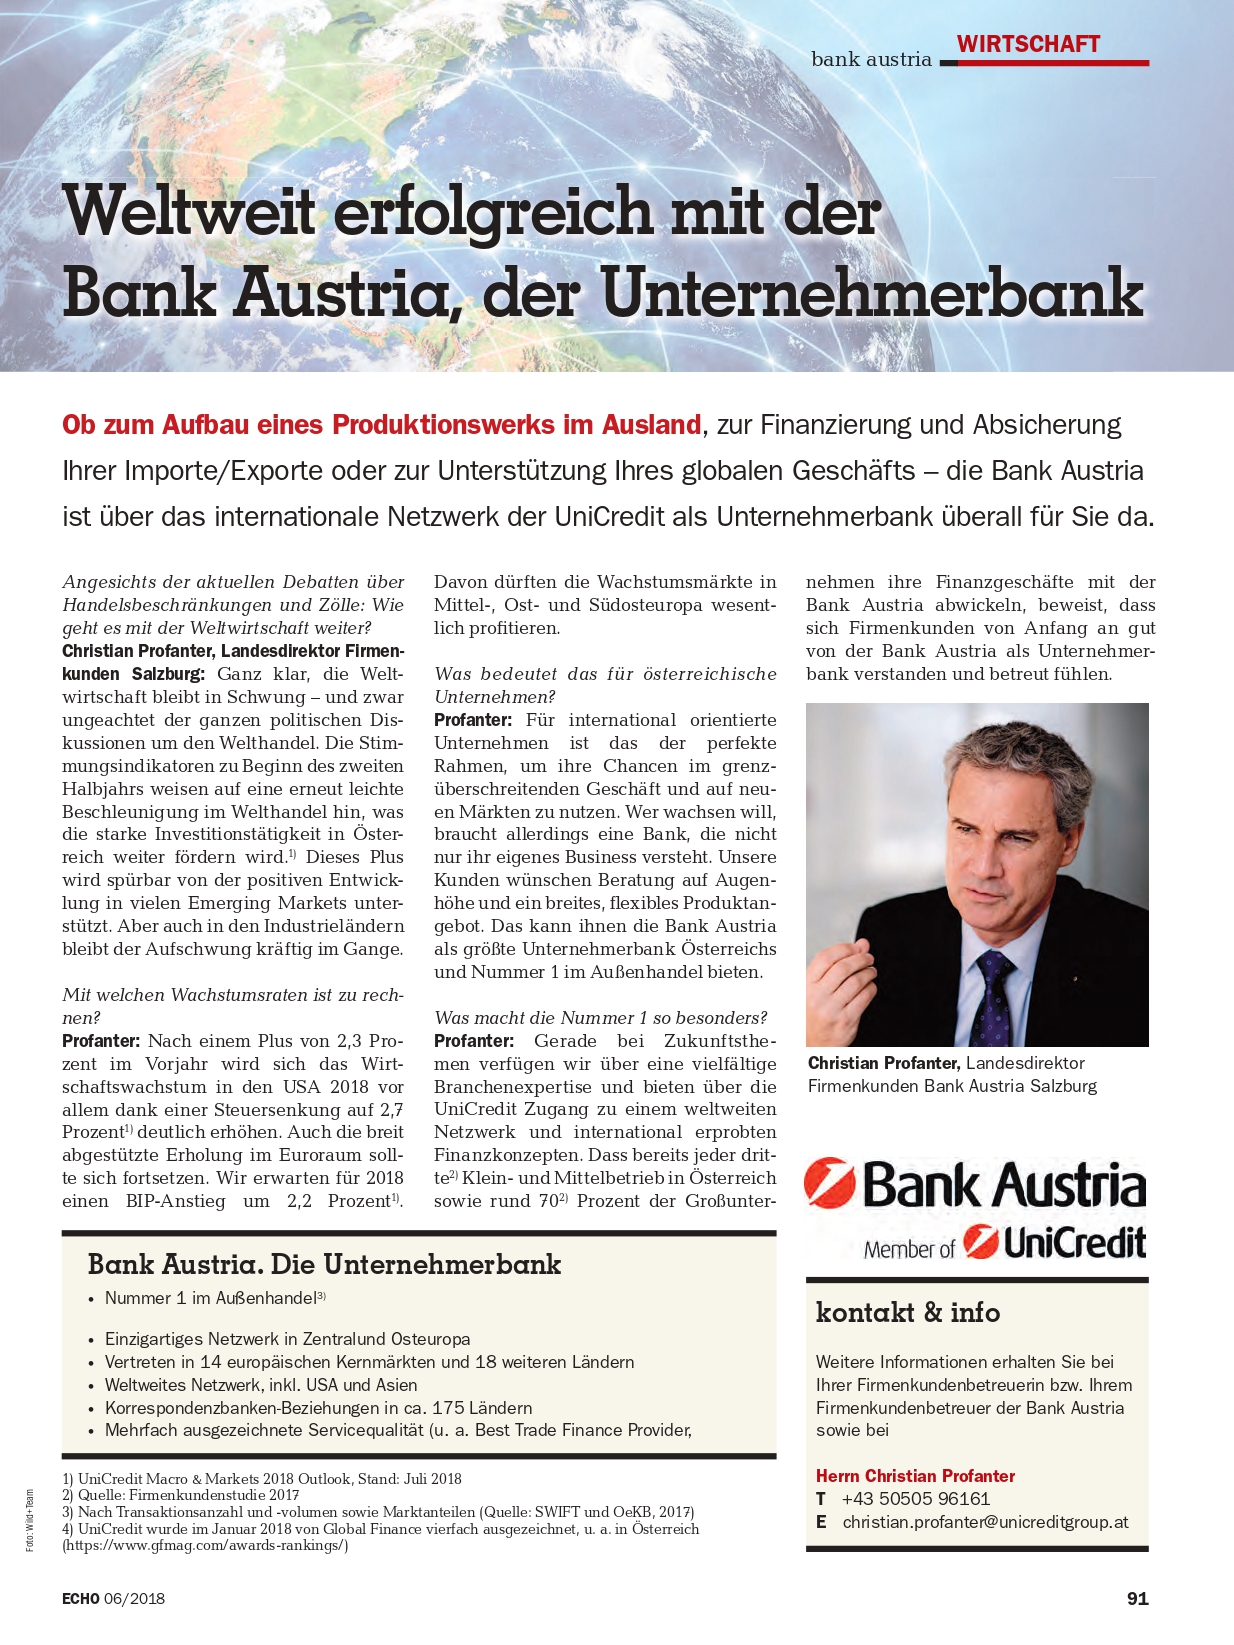 bank austria
WIRTSCHAFT
Weltweit erfolgreich mit der
Bank Austria, der Unternehmerbank
Ob zum Aufbau eines Produktionswerks im Ausland, zur Finanzierung und Absicherung
Ihrer Importe/Exporte oder zur Unterstützung Ihres globalen Geschäfts – die Bank Austria
ist über das internationale Netzwerk der UniCredit als Unternehmerbank überall für Sie da.
Angesichts der aktuellen Debatten über
Handelsbeschränkungen und Zölle: Wie
geht es mit der Weltwirtschaft weiter?
Christian Profanter, Landesdirektor Firmen-
kunden Salzburg: Ganz klar, die Welt-
wirtschaft bleibt in Schwung – und zwar
ungeachtet der ganzen politischen Dis-
kussionen um den Welthandel. Die Stim-
mungsindikatoren zu Beginn des zweiten
Halbjahrs weisen auf eine erneut leichte
Beschleunigung im Welthandel hin, was
die starke Investitionstätigkeit in Öster-
reich weiter fördern wird.1) Dieses Plus
wird spürbar von der positiven Entwick-
lung in vielen Emerging Markets unter-
stützt. Aber auch in den Industrieländern
bleibt der Aufschwung kräftig im Gange.
Mit welchen Wachstumsraten ist zu rech-
nen?
Profanter: Nach einem Plus von 2,3 Pro-
zent im Vorjahr wird sich das Wirt-
schaftswachstum in den USA 2018 vor
allem dank einer Steuersenkung auf 2,7
Prozent1) deutlich erhöhen. Auch die breit
abgestützte Erholung im Euroraum soll-
te sich fortsetzen. Wir erwarten für 2018
einen BIP-Anstieg um 2,2 Prozent1).
Davon dürften die Wachstumsmärkte in
Mittel-, Ost- und Südosteuropa wesent-
lich profitieren.
Was bedeutet das für österreichische
Unternehmen?
Profanter: Für international orientierte
Unternehmen ist das der perfekte
Rahmen, um ihre Chancen im grenz-
überschreitenden Geschäft und auf neu-
en Märkten zu nutzen. Wer wachsen will,
braucht allerdings eine Bank, die nicht
nur ihr eigenes Business versteht. Unsere
Kunden wünschen Beratung auf Augen-
höhe und ein breites, flexibles Produktan-
gebot. Das kann ihnen die Bank Austria
als größte Unternehmerbank Österreichs
und Nummer 1 im Außenhandel bieten.
Was macht die Nummer 1 so besonders?
Profanter: Gerade bei Zukunftsthe-
men verfügen wir über eine vielfältige
Branchenexpertise und bieten über die
UniCredit Zugang zu einem weltweiten
Netzwerk und international erprobten
Finanzkonzepten. Dass bereits jeder drit-
te2) Klein- und Mittelbetrieb in Österreich
sowie rund 702) Prozent der Großunter-
nehmen ihre Finanzgeschäfte mit der
Bank Austria abwickeln, beweist, dass
sich Firmenkunden von Anfang an gut
von der Bank Austria als Unternehmer-
bank verstanden und betreut fühlen.
Christian Profanter, Landesdirektor
Firmenkunden Bank Austria Salzburg
Bank Austria
Member of UniCredit
Bank Austria. Die Unternehmerbank
• Nummer 1 im Außenhandel3)
• Einzigartiges Netzwerk in Zentralund Osteuropa
• Vertreten in 14 europäischen Kernmärkten und 18 weiteren Ländern
• Weltweites Netzwerk, inkl. USA und Asien
• Korrespondenzbanken-Beziehungen in ca. 175 Ländern
• Mehrfach ausgezeichnete Servicequalität (u. a. Best Trade Finance Provider,
kontakt & info
Weitere Informationen erhalten Sie bei
Ihrer Firmenkundenbetreuerin bzw. Ihrem
Firmenkundenbetreuer der Bank Austria
sowie bei
Herrn Christian Profanter
T +43 50505 96161
E christian.profanter@unicreditgroup.at
1) UniCredit Macro & Markets 2018 Outlook, Stand: Juli 2018
2) Quelle: Firmenkundenstudie 2017
3) Nach Transaktionsanzahl und -volumen sowie Marktanteilen (Quelle: SWIFT und OeKB, 2017)
4) UniCredit wurde im Januar 2018 von Global Finance vierfach ausgezeichnet, u. a. in Österreich
(https://www.gfmag.com/awards-rankings/)
Foto: Wild+Team
ECHO 06/2018
91